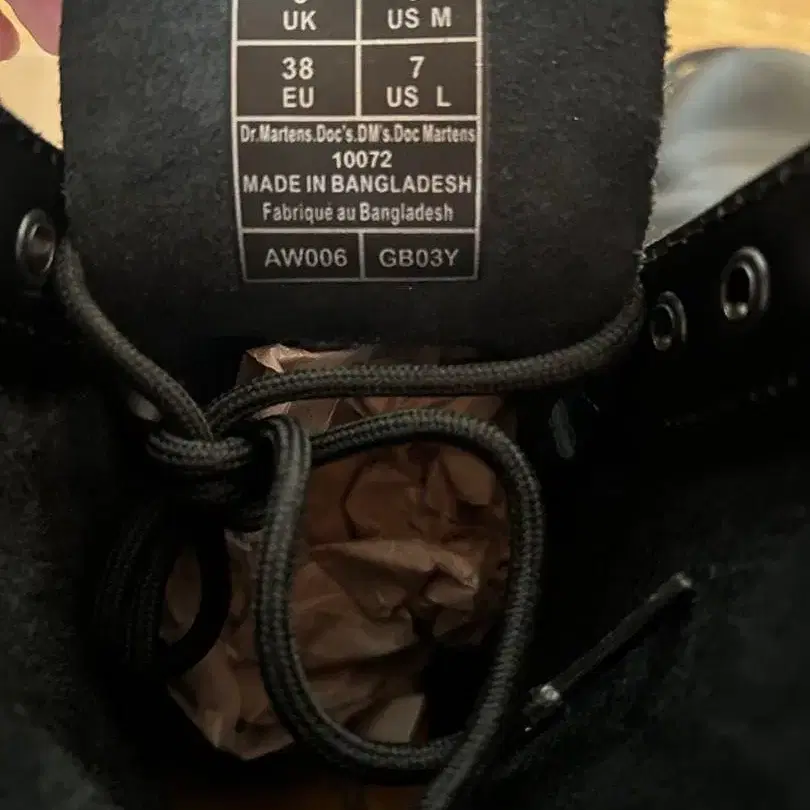 UK US M
38 7
EU US L
Dr.Martens.Doc's.DM's.Doc Martens
10072
MADE IN BANGLADESH
Fabriqué au Bangladesh
AW006 GB03Y